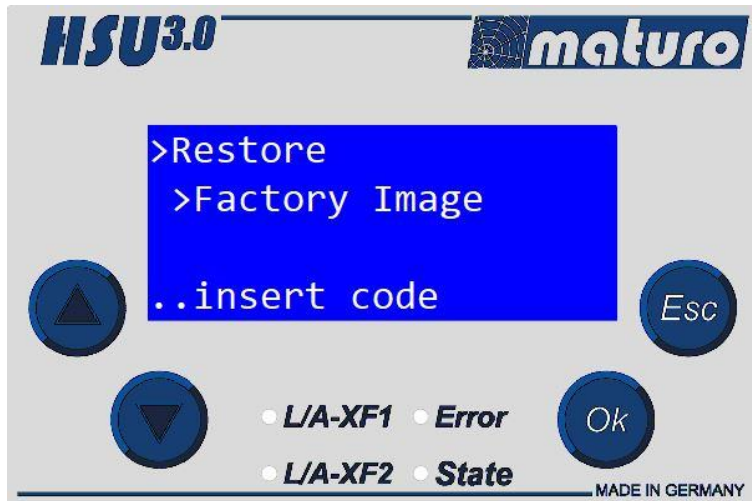 HSU3.0
maturo
>Restore
>Factory Image
..insert code
Esc
Ok
L/A-XF1 Error
L/A-XF2 State
MADE IN GERMANY